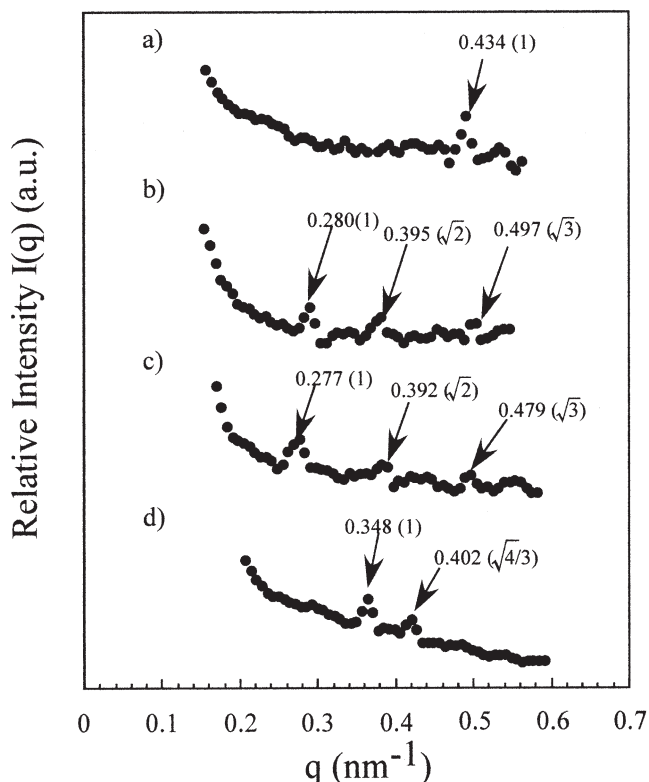 a)
0.434 (1)
b)
0.280(1)
0.395 (√2)
0.497 (√3)
c)
0.277 (1)
0.392 (√2)
0.479 (√3)
d)
0.348 (1)
0.402 (√4/3)
Relative Intensity I(q) (a.u.)
0 0.1 0.2 0.3 0.4 0.5 0.6 0.7
q (nm⁻¹)